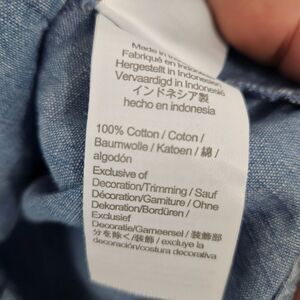 Made in Indonesia
Fabriqué en Indonésie
Hergestellt in Indonesien
Vervaardigd in Indonesië
インドネシア製
hecho en indonesia
100% Cotton / Coton /
Baumwolle / Katoen / 綿 /
algodón
Exclusive of
Decoration/Trimming / Sauf
Décoration/Garniture / Ohne
Dekoration/Bordüren /
Exclusief
Decoratie/Garneersel / 装飾部
分を除く/装飾 / excluye la
decoración/costura decorativa